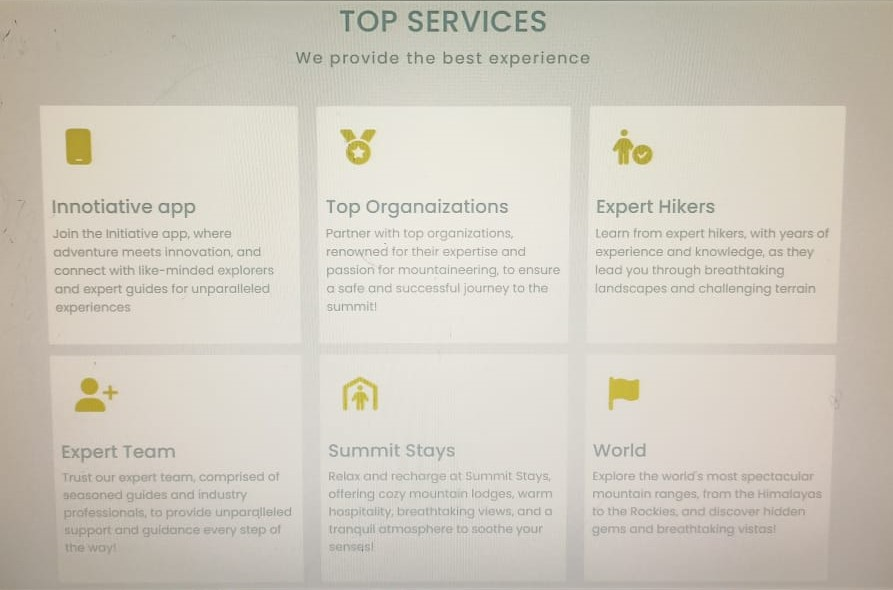 TOP SERVICES
We provide the best experience
Innotiative app
Join the Initiative app, where
adventure meets innovation, and
connect with like-minded explorers
and expert guides for unparalleled
experiences
Top Organaizations
Partner with top organizations,
renowned for their expertise and
passion for mountaineering, to ensure
a safe and successful journey to the
summit!
Expert Hikers
Learn from expert hikers, with years of
experience and knowledge, as they
lead you through breathtaking
landscapes and challenging terrain
Expert Team
Trust our expert team, comprised of
seasoned guides and industry
professionals, to provide unparalleled
support and guidance every step of
the way!
Summit Stays
Relax and recharge at Summit Stays,
offering cozy mountain lodges, warm
hospitality, breathtaking views, and a
tranquil atmosphere to soothe your
senses!
World
Explore the world's most spectacular
mountain ranges, from the Himalayas
to the Rockies, and discover hidden
gems and breathtaking vistas!